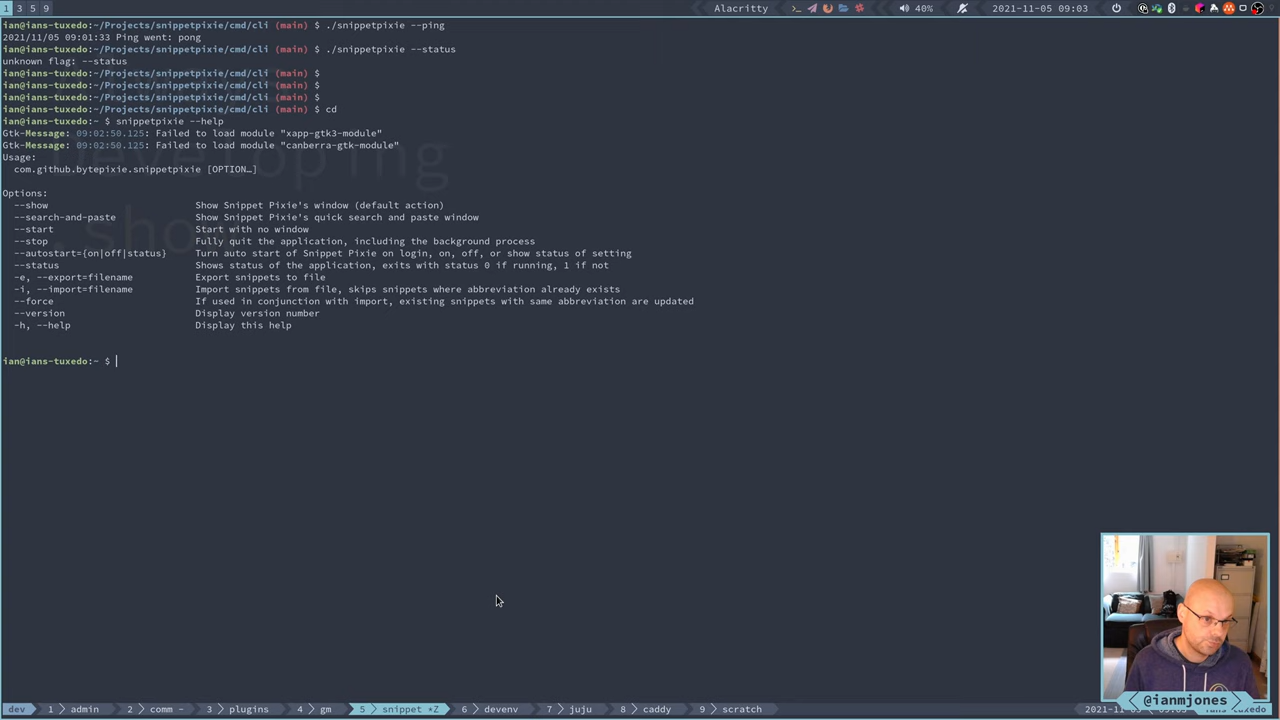 1 3 5 9
Alacritty
40%
2021-11-05 09:03
ian@ians-tuxedo:~/Projects/snippetpixie/cmd/cli (main) $ ./snippetpixie --ping
2021/11/05 09:01:33 Ping went: pong
ian@ians-tuxedo:~/Projects/snippetpixie/cmd/cli (main) $ ./snippetpixie --status
unknown flag: --status
ian@ians-tuxedo:~/Projects/snippetpixie/cmd/cli (main) $
ian@ians-tuxedo:~/Projects/snippetpixie/cmd/cli (main) $
ian@ians-tuxedo:~/Projects/snippetpixie/cmd/cli (main) $
ian@ians-tuxedo:~/Projects/snippetpixie/cmd/cli (main) $ cd
ian@ians-tuxedo:~ $ snippetpixie --help
Gtk-Message: 09:02:50.125: Failed to load module "xapp-gtk3-module"
Gtk-Message: 09:02:50.125: Failed to load module "canberra-gtk-module"
Usage:
com.github.bytepixie.snippetpixie [OPTION…]
Options:
--show Show Snippet Pixie's window (default action)
--search-and-paste Show Snippet Pixie's quick search and paste window
--start Start with no window
--stop Fully quit the application, including the background process
--autostart={on|off|status} Turn auto start of Snippet Pixie on login, on, off, or show status of setting
--status Shows status of the application, exits with status 0 if running, 1 if not
-e, --export=filename Export snippets to file
-i, --import=filename Import snippets from file, skips snippets where abbreviation already exists
--force If used in conjunction with import, existing snippets with same abbreviation are updated
--version Display version number
-h, --help Display this help
ian@ians-tuxedo:~ $
@ianmjones
dev 1 admin 2 comm - 3 plugins 4 gm 5 snippet *Z 6 devenv 7 juju 8 caddy 9 scratch